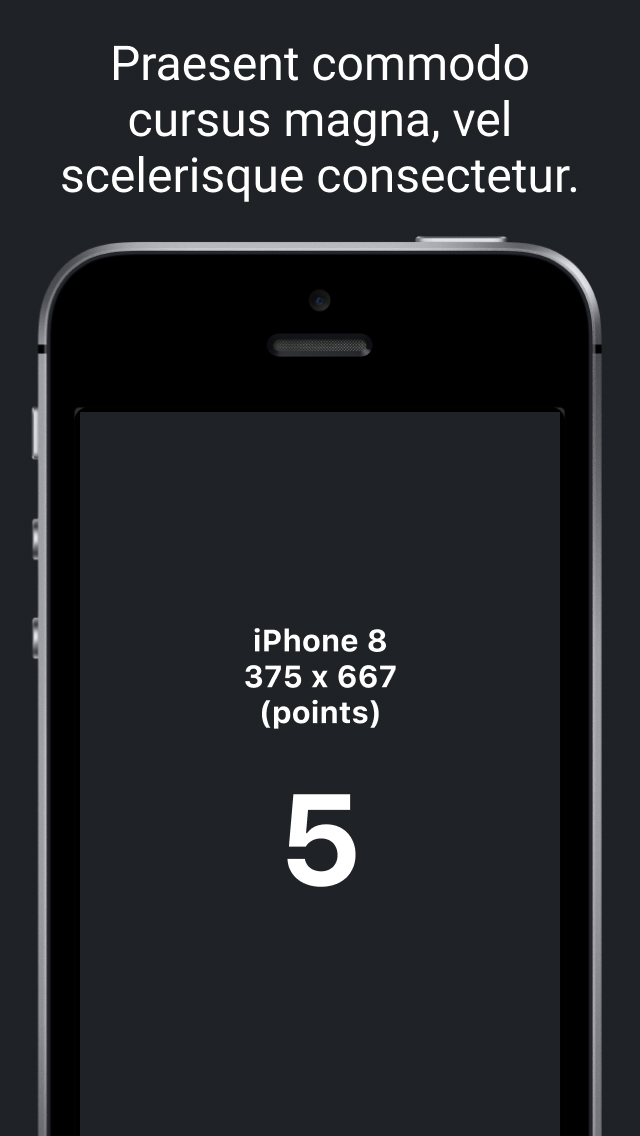 Praesent commodo
cursus magna, vel
scelerisque consectetur.
iPhone 8
375 x 667
(points)
5